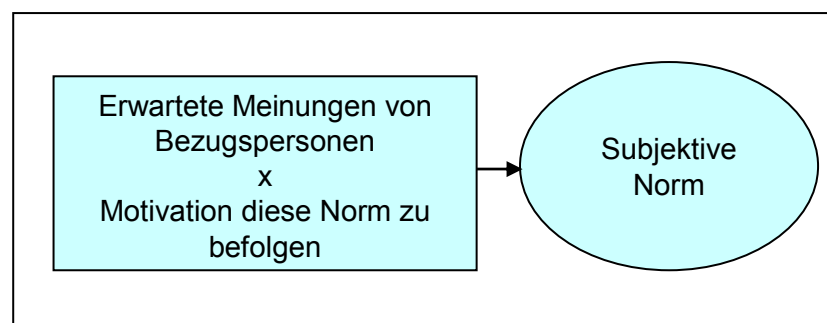 Erwartete Meinungen von
Bezugspersonen
x
Motivation diese Norm zu
befolgen
Subjektive
Norm